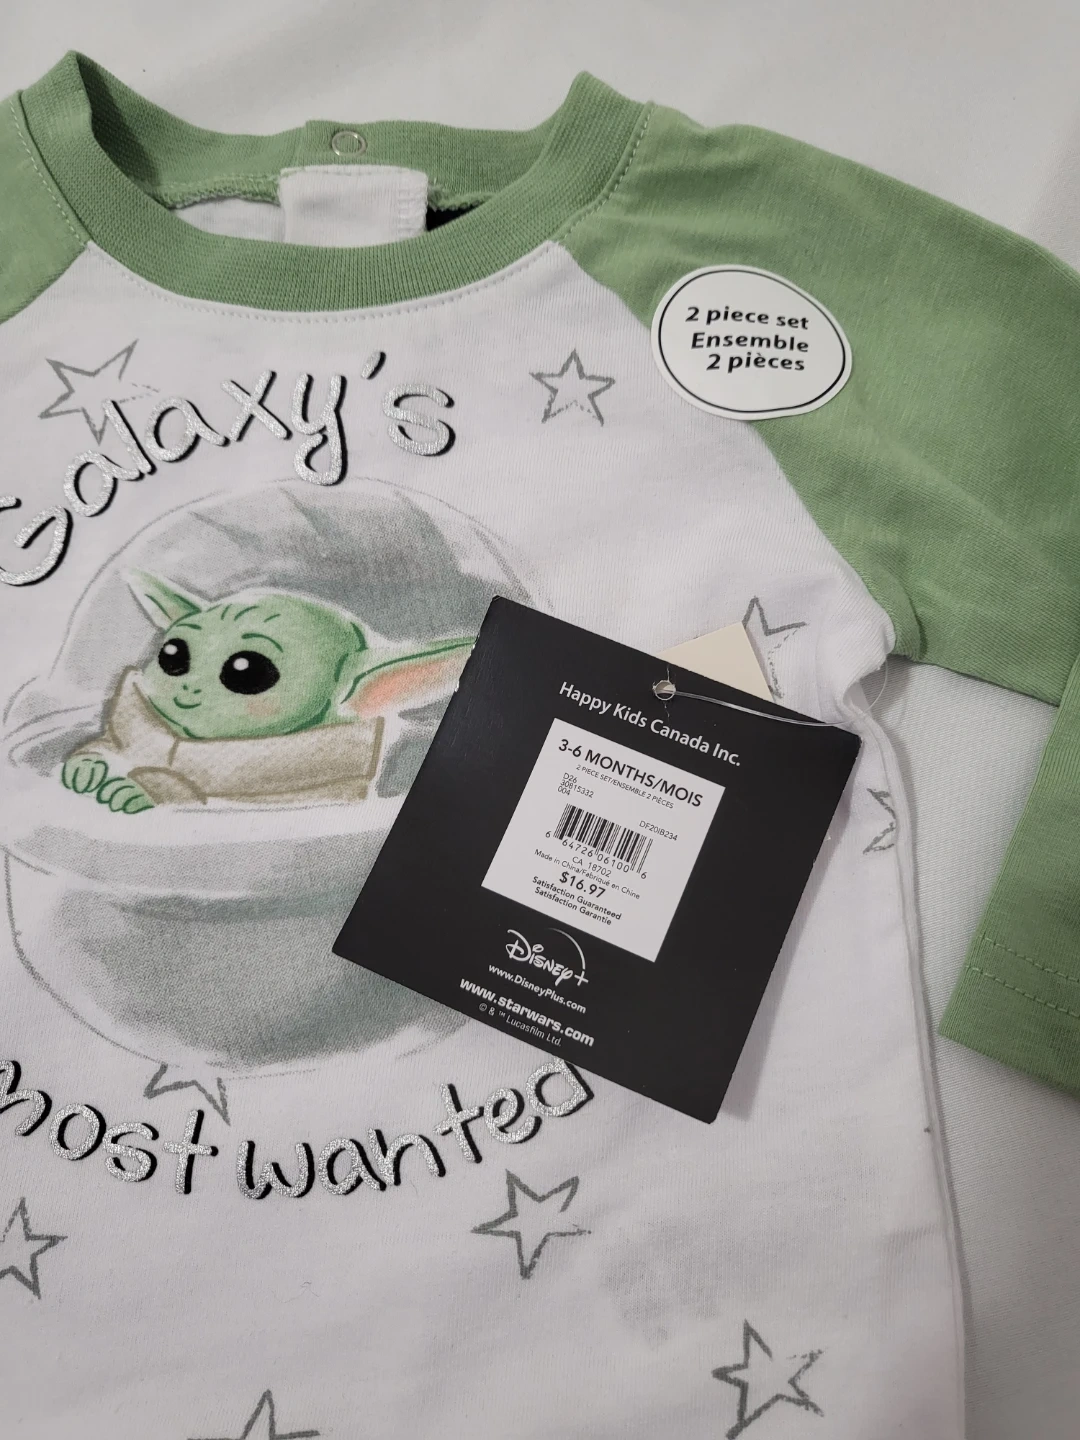 2 piece set
Ensemble
2 pièces
Galaxy's
Happy Kids Canada Inc.
3-6 MONTHS/MOIS
2 PIECE SET/ENSEMBLE 2 PIÈCES
D26
30815332
004
DF20IB234
6 64726 06100 6
CA 18702
Made in China/Fabriqué en Chine
$16.97
Satisfaction Guaranteed
Satisfaction Garantie
Disney+
www.DisneyPlus.com
www.starwars.com
© & ™ Lucasfilm Ltd.
most wanted